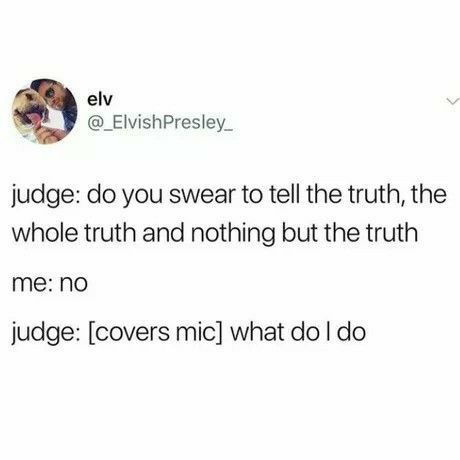 elv
@_ElvishPresley_
judge: do you swear to tell the truth, the
whole truth and nothing but the truth
me: no
judge: [covers mic] what do I do